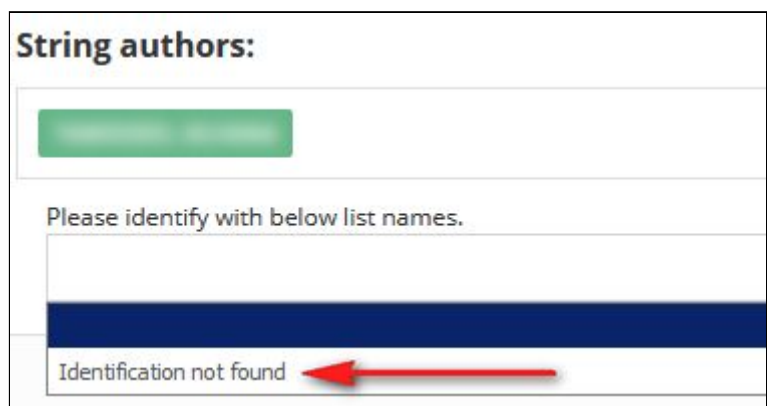 String authors:
Please identify with below list names.
Identification not found